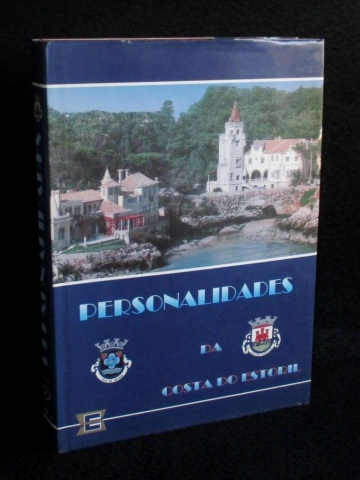 PERSONALIDADES
DA
COSTA DO ESTORIL
E